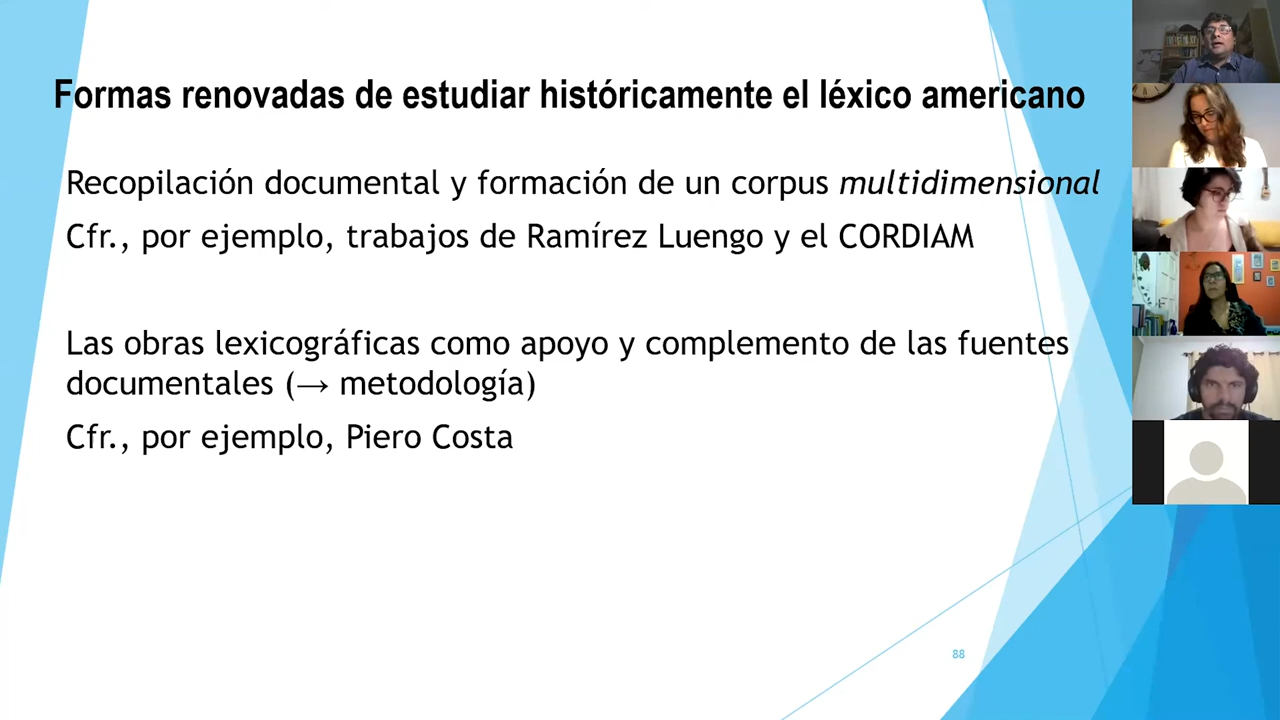 Formas renovadas de estudiar históricamente el léxico americano
Recopilación documental y formación de un corpus multidimensional
Cfr., por ejemplo, trabajos de Ramírez Luengo y el CORDIAM
Las obras lexicográficas como apoyo y complemento de las fuentes
documentales (→ metodología)
Cfr., por ejemplo, Piero Costa
88